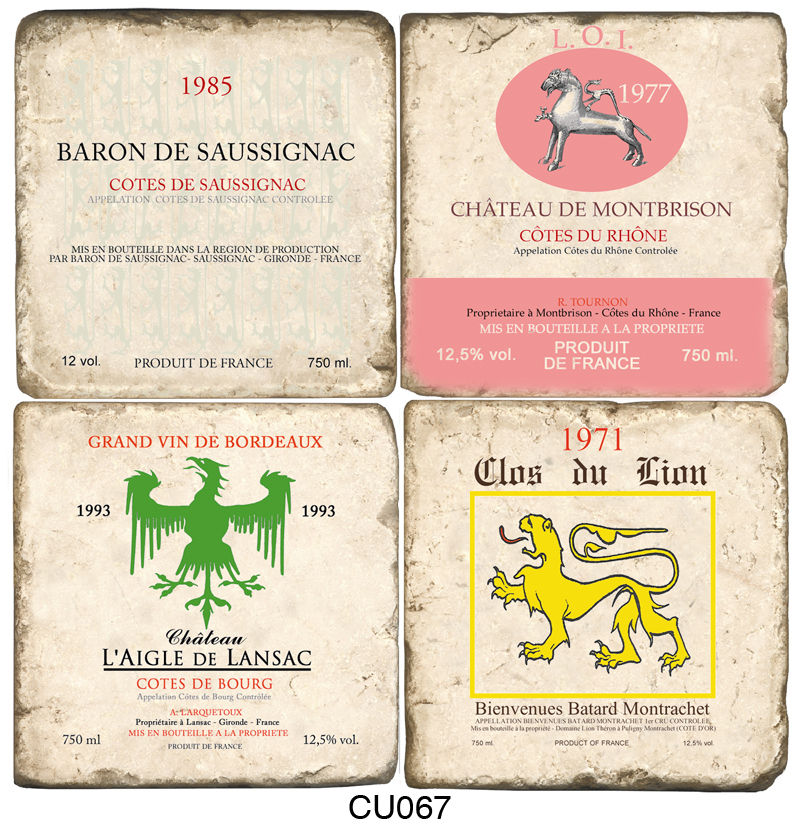 1985
BARON DE SAUSSIGNAC
COTES DE SAUSSIGNAC
APPELATION COTES DE SAUSSIGNAC CONTROLEE
MIS EN BOUTEILLE DANS LA REGION DE PRODUCTION
PAR BARON DE SAUSSIGNAC- SAUSSIGNAC - GIRONDE - FRANCE
12 vol. PRODUIT DE FRANCE 750 ml.
L. O. I.
1977
CHÂTEAU DE MONTBRISON
CÔTES DU RHÔNE
Appelation Côtes du Rhône Controlée
R. TOURNON
Proprietaire à Montbrison - Côtes du Rhône - France
MIS EN BOUTEILLE A LA PROPRIETE
12,5% vol. PRODUIT DE FRANCE 750 ml.
GRAND VIN DE BORDEAUX
1993 1993
Château
L'AIGLE DE LANSAC
COTES DE BOURG
Apelation Côtes de Bourg Contrôlée
A. LARQUETOUX
Propriétaire à Lansac - Gironde - France
MIS EN BOUTEILLE A LA PROPRIETE
750 ml PRODUIT DE FRANCE 12,5% vol.
1971
Clos du Lion
Bienvenues Batard Montrachet
APPELLATION BIENVENUES BATARD MONTRACHET 1er CRU CONTROLEE,
Mis en bouteille à la propriété - Domaine Lion Théron à Puligny Montrachet (COTE D'OR)
750 ml. PRODUCT OF FRANCE 12,5% vol.
CU067